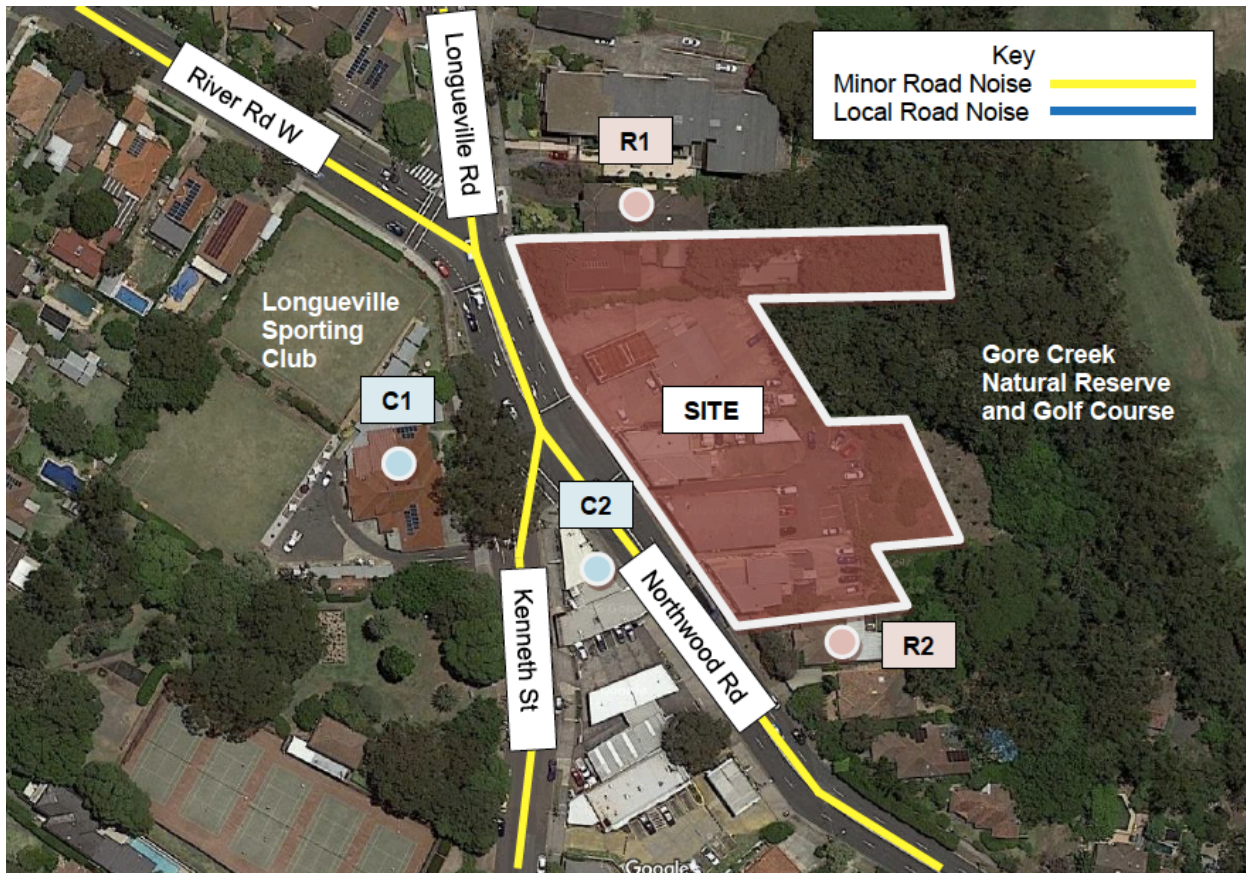 Key
Minor Road Noise
Local Road Noise
River Rd W
Longueville Rd
R1
Longueville
Sporting
Club
C1
SITE
Gore Creek
Natural Reserve
and Golf Course
C2
Kenneth St
Northwood Rd
R2
Google